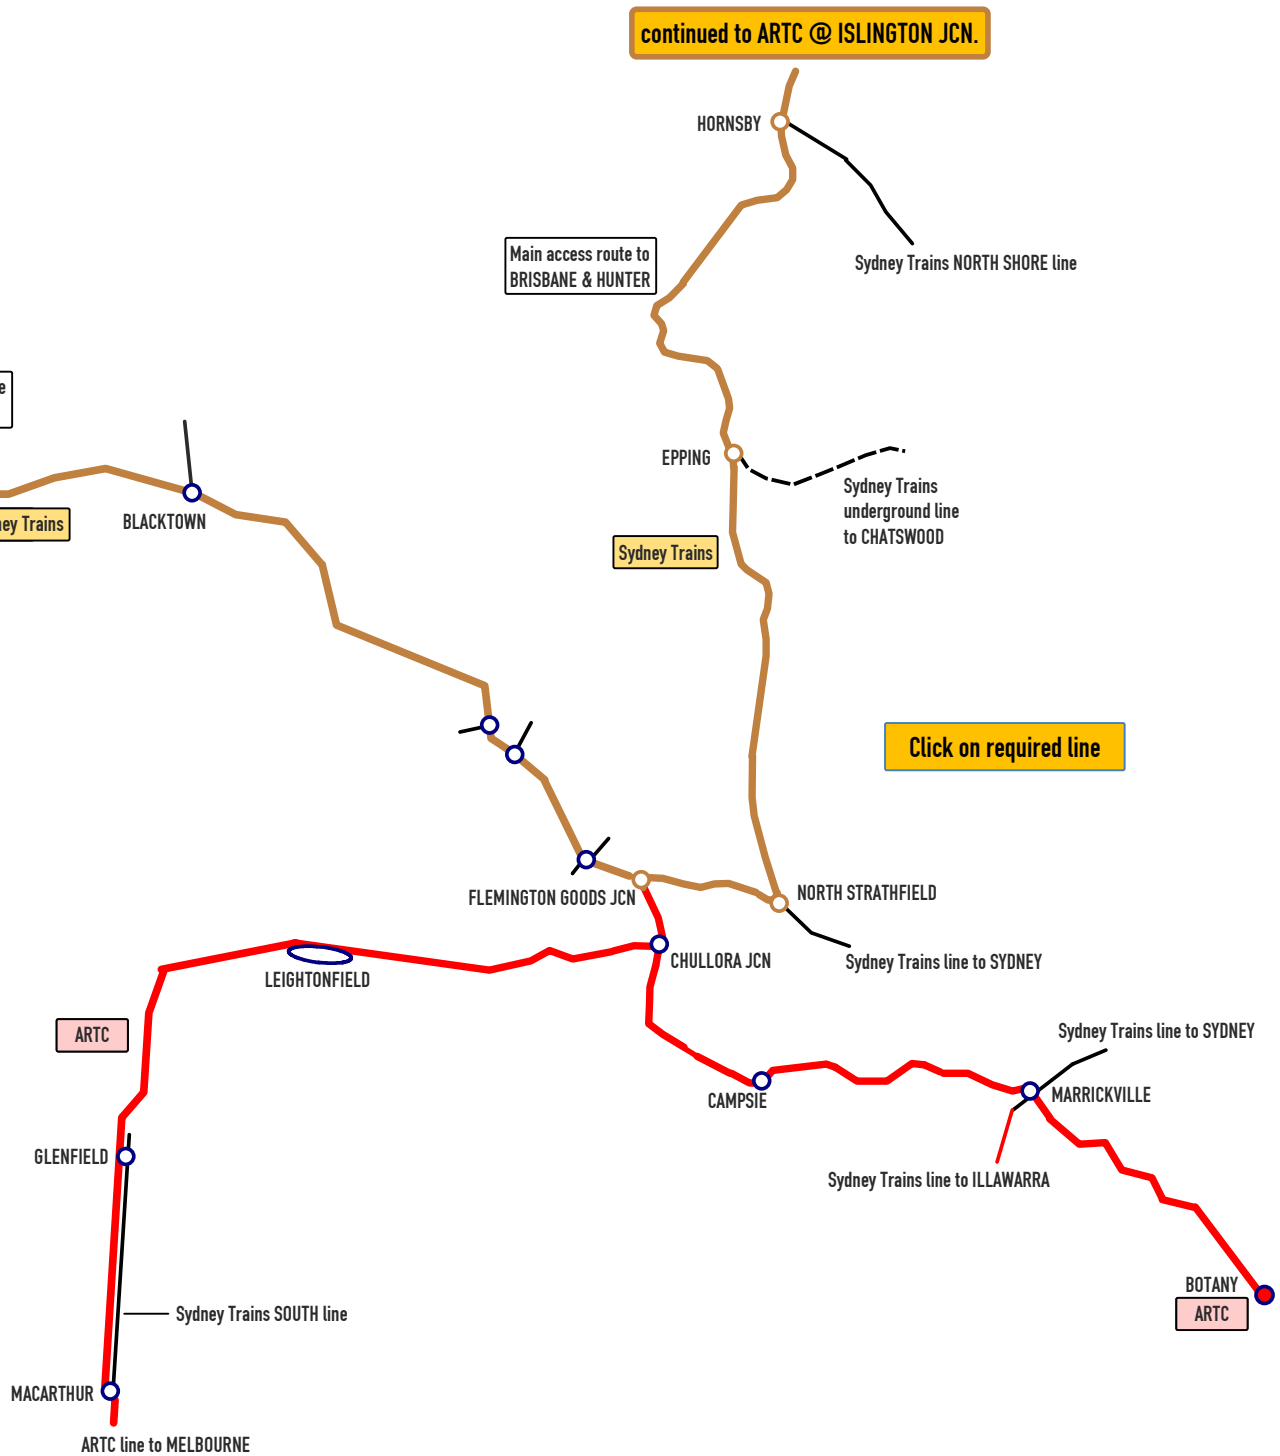 continued to ARTC @ ISLINGTON JCN.
HORNSBY
Main access route to
BRISBANE & HUNTER
Sydney Trains NORTH SHORE line
EPPING
Sydney Trains
underground line
to CHATSWOOD
BLACKTOWN
Trains
Sydney Trains
Click on required line
FLEMINGTON GOODS JCN
NORTH STRATHFIELD
CHULLORA JCN
Sydney Trains line to SYDNEY
LEIGHTONFIELD
ARTC
Sydney Trains line to SYDNEY
CAMPSIE
MARRICKVILLE
GLENFIELD
Sydney Trains line to ILLAWARRA
BOTANY
ARTC
Sydney Trains SOUTH line
MACARTHUR
ARTC line to MELBOURNE